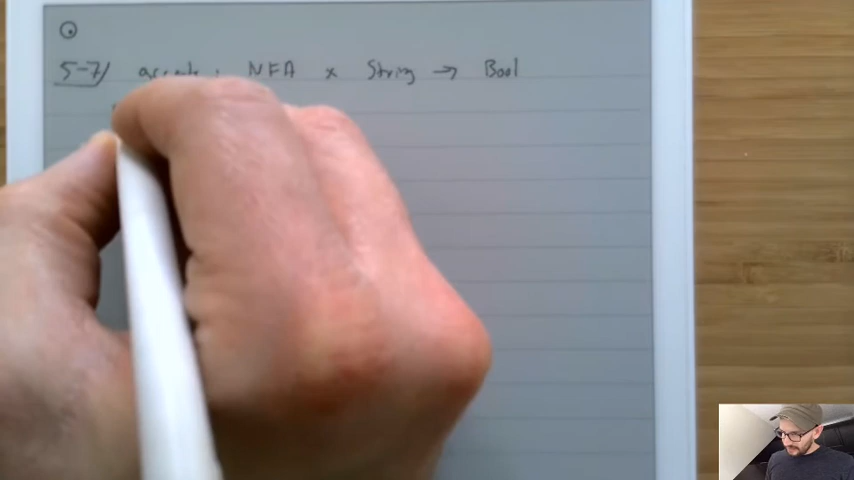 5-7/ accepts : NFA x String → Bool